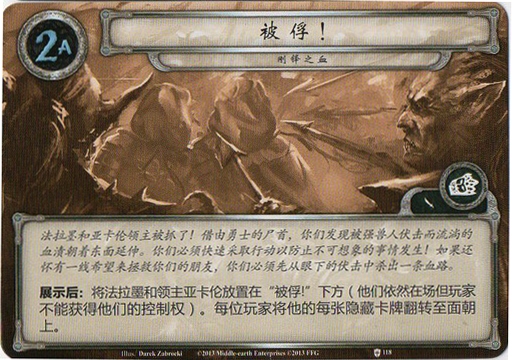 2A
被俘！
刚铎之血
法拉墨和亚卡伦领主被抓了！借由勇士的尸首，你们发现被强兽人伏击而流淌的
血清朝着东面延伸。你们必须快速采取行动以防止不可想象的事情发生！如果还
怀有一线希望来拯救你们的朋友，你们必须先从眼下的伏击中杀出一条血路。
展示后：将法拉墨和领主亚卡伦放置在“被俘!”下方（他们依然在场但玩家
不能获得他们的控制权）。每位玩家将他的每张隐藏卡牌翻转至面朝
上。
Illus. Darek Zabrocki ©2013 Middle-earth Enterprises ©2013 FFG 118